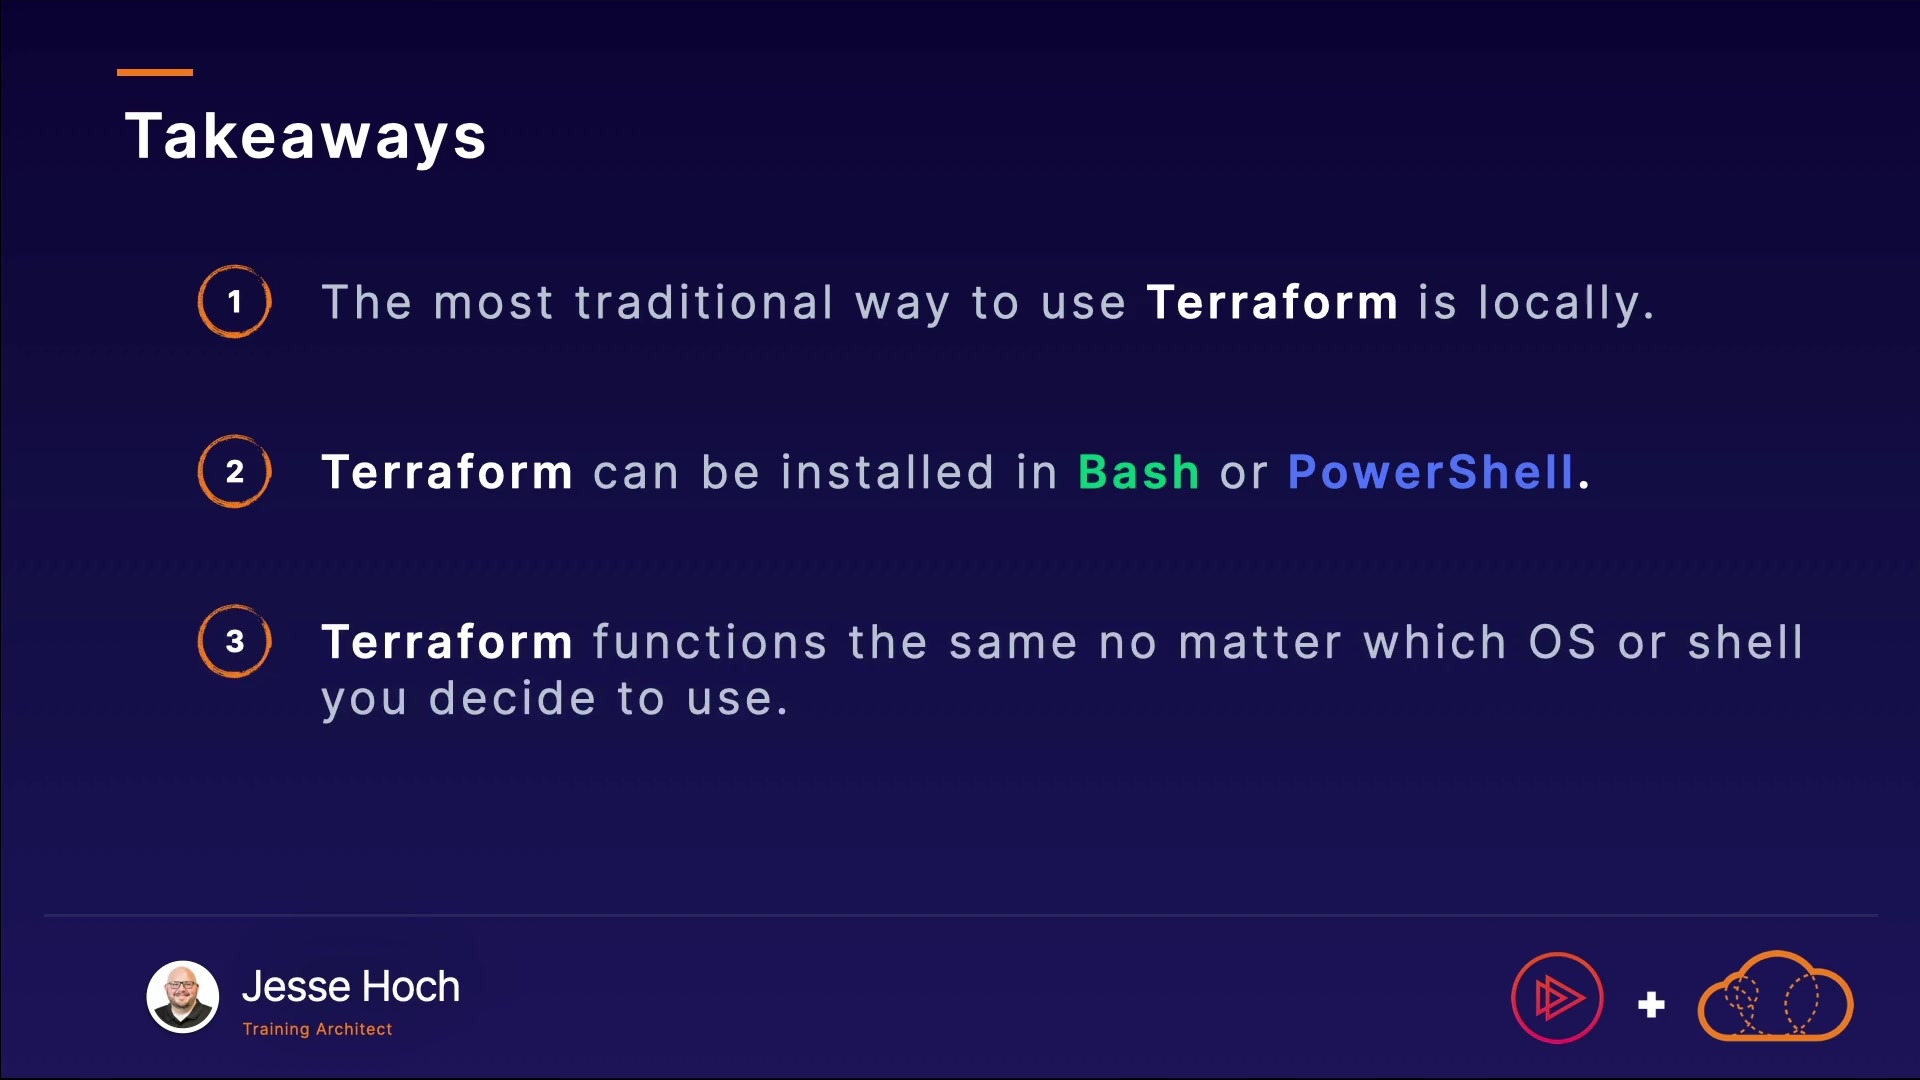 Takeaways
1 The most traditional way to use Terraform is locally.
2 Terraform can be installed in Bash or PowerShell.
3 Terraform functions the same no matter which OS or shell
you decide to use.
Jesse Hoch
Training Architect